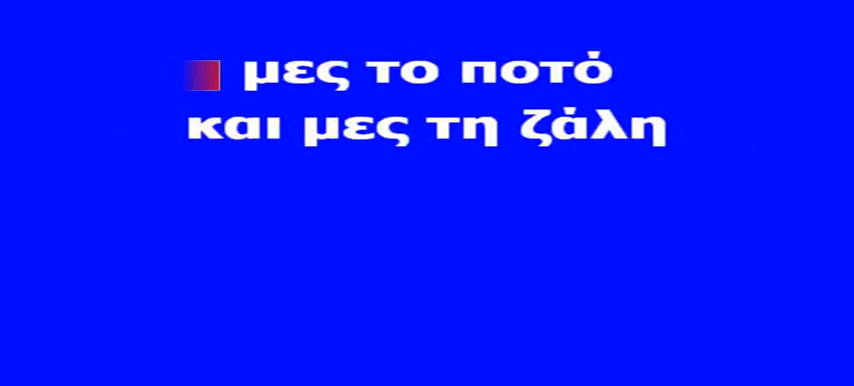 μες το ποτό
και μες τη ζάλη